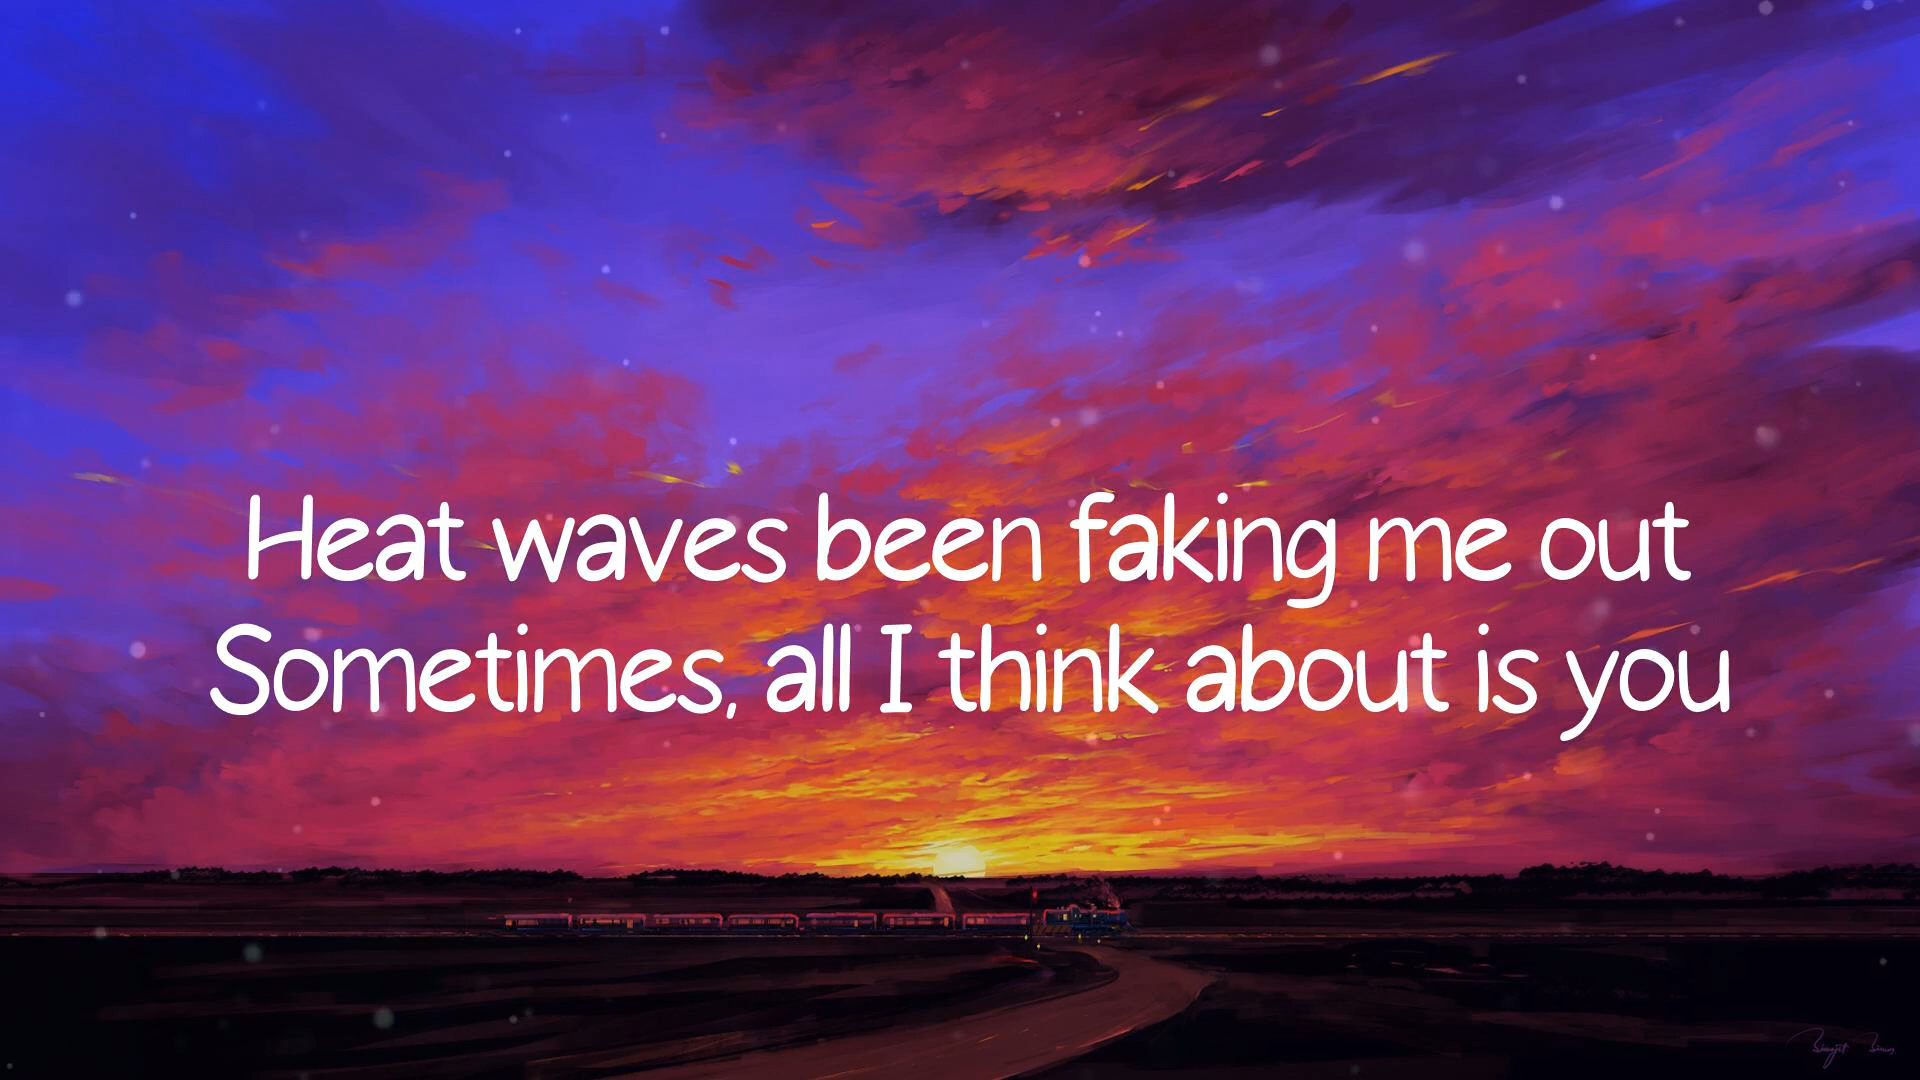 Heat waves been faking me out
Sometimes, all I think about is you